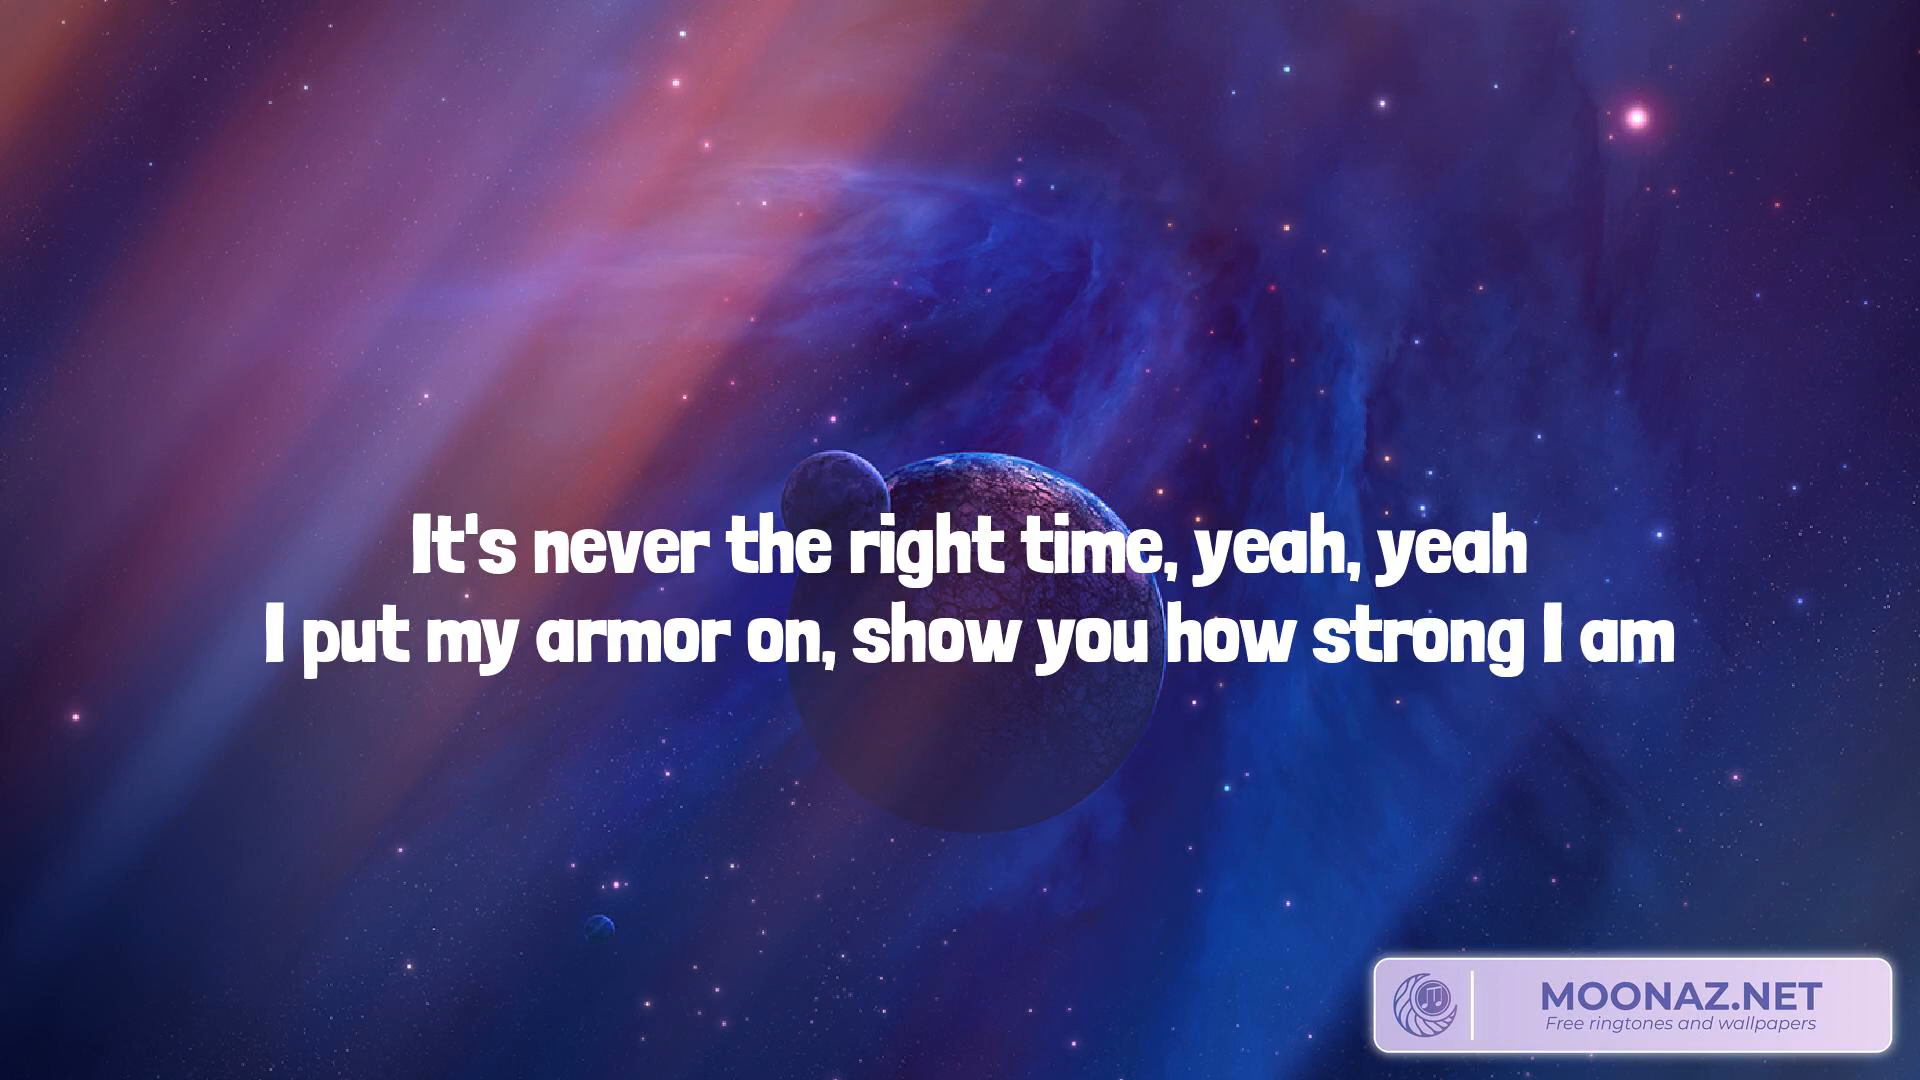 It's never the right time, yeah, yeah
I put my armor on, show you how strong I am
MOONAZ.NET
Free ringtones and wallpapers